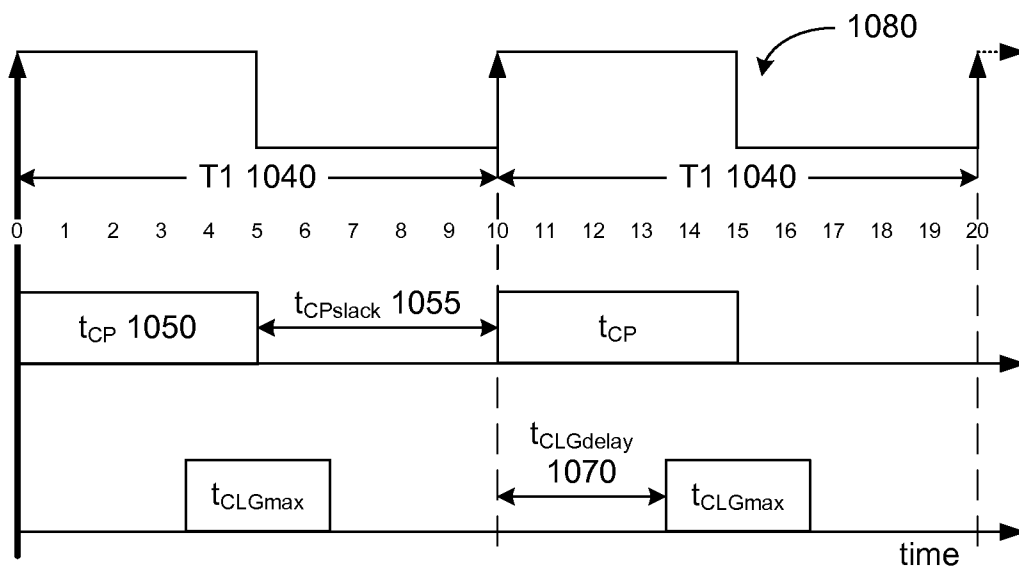 1080
T1 1040 T1 1040
0 1 2 3 4 5 6 7 8 9 10 11 12 13 14 15 16 17 18 19 20
tCP 1050 tCPslack 1055 tCP
tCLGdelay
1070
tCLGmax tCLGmax
time